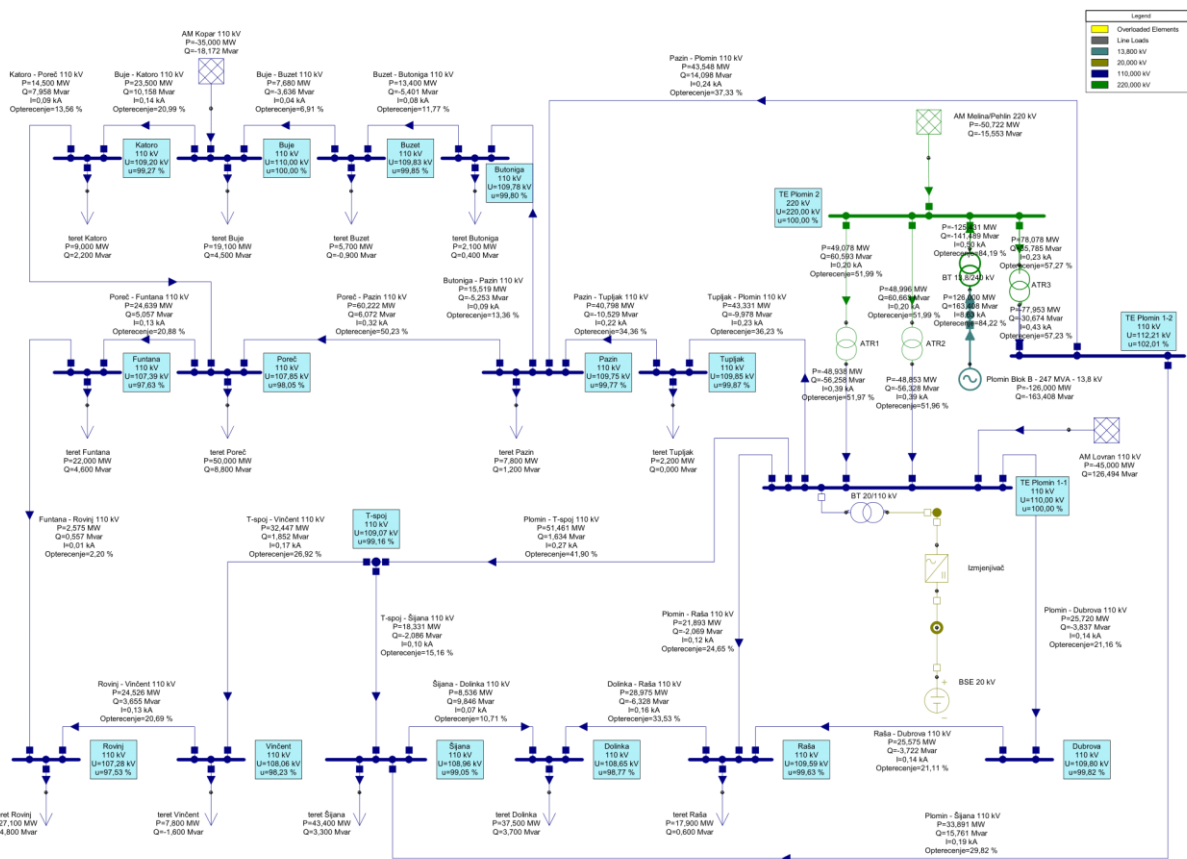 Legend
Overloaded Elements
Line Loads
13,800 kV
20,000 kV
110,000 kV
220,000 kV
AM Kopar 110 kV
P=-35,000 MW
Q=-18,172 Mvar
Katoro - Poreč 110 kV
P=14,500 MW
Q=7,958 Mvar
I=0,09 kA
Opterecenje=13,56 %
Buje - Katoro 110 kV
P=23,500 MW
Q=10,158 Mvar
I=0,14 kA
Opterecenje=20,99 %
Buje - Buzet 110 kV
P=7,680 MW
Q=-3,636 Mvar
I=0,04 kA
Opterecenje=6,91 %
Buzet - Butoniga 110 kV
P=13,400 MW
Q=-5,401 Mvar
I=0,08 kA
Opterecenje=11,77 %
Pazin - Plomin 110 kV
P=43,548 MW
Q=14,098 Mvar
I=0,24 kA
Opterecenje=37,33 %
AM Melina/Pehlin 220 kV
P=-50,722 MW
Q=-15,553 Mvar
Katoro
110 kV
U=109,20 kV
u=99,27 %
Buje
110 kV
U=110,00 kV
u=100,00 %
Buzet
110 kV
U=109,83 kV
u=99,85 %
Butoniga
110 kV
U=109,78 kV
u=99,80 %
TE Plomin 2
220 kV
U=220,00 kV
u=100,00 %
teret Katoro
P=9,000 MW
Q=2,200 Mvar
teret Buje
P=19,100 MW
Q=4,500 Mvar
teret Buzet
P=5,700 MW
Q=-0,900 Mvar
teret Butoniga
P=2,100 MW
Q=0,400 Mvar
P=49,078 MW
Q=60,593 Mvar
I=0,20 kA
Opterecenje=51,99 %
P=48,996 MW
I=0,20 kA
Opterecenje=51,99 %
Q=-141,489 Mvar
I=0,50 kA
Opterecenje=84,19 %
BT 13,8/240 kV
P=126,000 MW
Q=163,408 Mvar
Opterecenje=84,22 %
P=78,078 MW
I=0,23 kA
Opterecenje=57,27 %
ATR3
P=-77,953 MW
Q=-30,674 Mvar
I=0,43 kA
Opterecenje=57,23 %
TE Plomin 1-2
110 kV
U=112,21 kV
u=102,01 %
Poreč - Funtana 110 kV
P=24,639 MW
Q=5,057 Mvar
I=0,13 kA
Opterecenje=20,88 %
Poreč - Pazin 110 kV
P=60,222 MW
Q=6,072 Mvar
I=0,32 kA
Opterecenje=50,23 %
Butoniga - Pazin 110 kV
P=15,519 MW
Q=-5,253 Mvar
I=0,09 kA
Opterecenje=13,36 %
Pazin - Tupljak 110 kV
P=40,798 MW
Q=-10,529 Mvar
I=0,22 kA
Opterecenje=34,36 %
Tupljak - Plomin 110 kV
P=43,331 MW
Q=-9,978 Mvar
I=0,23 kA
Opterecenje=36,23 %
ATR1
ATR2
Funtana
110 kV
U=107,39 kV
u=97,63 %
Poreč
110 kV
U=107,85 kV
u=98,05 %
Pazin
110 kV
U=109,75 kV
u=99,77 %
Tupljak
110 kV
U=109,85 kV
u=99,87 %
P=-48,938 MW
Q=-56,258 Mvar
I=0,39 kA
Opterecenje=51,97 %
P=-48,853 MW
Q=-56,328 Mvar
I=0,39 kA
Opterecenje=51,96 %
Plomin Blok B - 247 MVA - 13,8 kV
P=-126,000 MW
Q=-163,408 Mvar
teret Funtana
P=22,000 MW
Q=4,600 Mvar
teret Poreč
P=50,000 MW
Q=8,800 Mvar
teret Pazin
P=7,800 MW
Q=1,200 Mvar
teret Tupljak
P=2,200 MW
Q=0,000 Mvar
AM Lovran 110 kV
P=-45,000 MW
Q=126,494 Mvar
TE Plomin 1-1
110 kV
U=110,00 kV
u=100,00 %
BT 20/110 kV
Funtana - Rovinj 110 kV
P=2,575 MW
Q=0,557 Mvar
I=0,01 kA
Opterecenje=2,20 %
T-spoj - Vinčent 110 kV
P=32,447 MW
Q=1,852 Mvar
I=0,17 kA
Opterecenje=26,92 %
T-spoj
110 kV
U=109,07 kV
u=99,16 %
Plomin - T-spoj 110 kV
P=51,461 MW
Q=1,634 Mvar
I=0,27 kA
Opterecenje=41,90 %
Izmjenjivač
T-spoj - Šijana 110 kV
P=18,331 MW
Q=-2,086 Mvar
I=0,10 kA
Opterecenje=15,16 %
Plomin - Raša 110 kV
P=21,893 MW
Q=-2,069 Mvar
I=0,12 kA
Opterecenje=24,65 %
Plomin - Dubrova 110 kV
P=25,720 MW
Q=-3,837 Mvar
I=0,14 kA
Opterecenje=21,16 %
BSE 20 kV
Rovinj - Vinčent 110 kV
P=24,526 MW
Q=3,655 Mvar
I=0,13 kA
Opterecenje=20,69 %
Šijana - Dolinka 110 kV
P=8,536 MW
Q=9,846 Mvar
I=0,07 kA
Opterecenje=10,71 %
Dolinka - Raša 110 kV
P=28,975 MW
Q=-6,328 Mvar
I=0,16 kA
Opterecenje=33,53 %
Raša - Dubrova 110 kV
P=25,575 MW
Q=-3,722 Mvar
I=0,14 kA
Opterecenje=21,11 %
Rovinj
110 kV
U=107,28 kV
u=97,53 %
Vinčent
110 kV
U=108,06 kV
u=98,23 %
Šijana
110 kV
U=108,96 kV
u=99,05 %
Dolinka
110 kV
U=108,65 kV
u=98,77 %
Raša
110 kV
U=109,59 kV
u=99,63 %
Dubrova
110 kV
U=109,80 kV
u=99,82 %
eret Rovinj
27,100 MW
4,800 Mvar
teret Vinčent
P=7,800 MW
Q=-1,600 Mvar
teret Šijana
P=43,400 MW
Q=3,300 Mvar
teret Dolinka
P=37,500 MW
Q=3,700 Mvar
teret Raša
P=17,900 MW
Q=0,600 Mvar
Plomin - Šijana 110 kV
P=33,891 MW
Q=15,761 Mvar
I=0,19 kA
Opterecenje=29,82 %